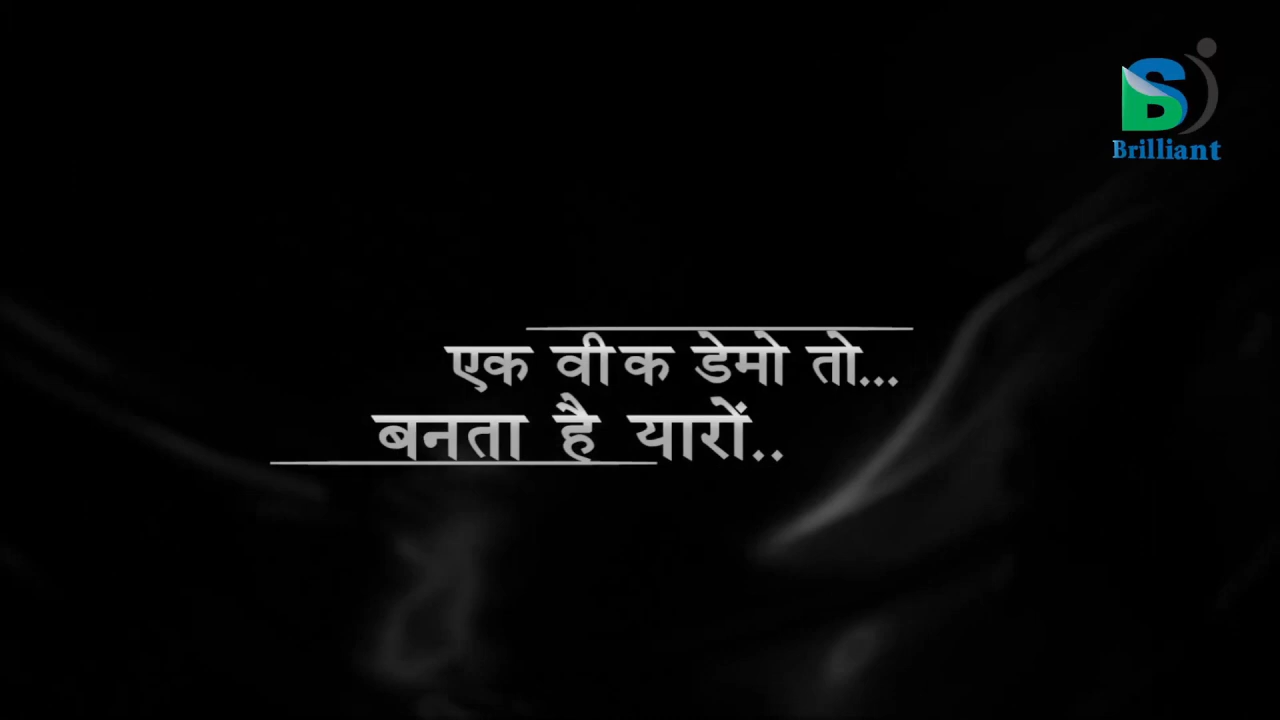 Brilliant
एक वीक डेमो तो...
बनता है यारों..